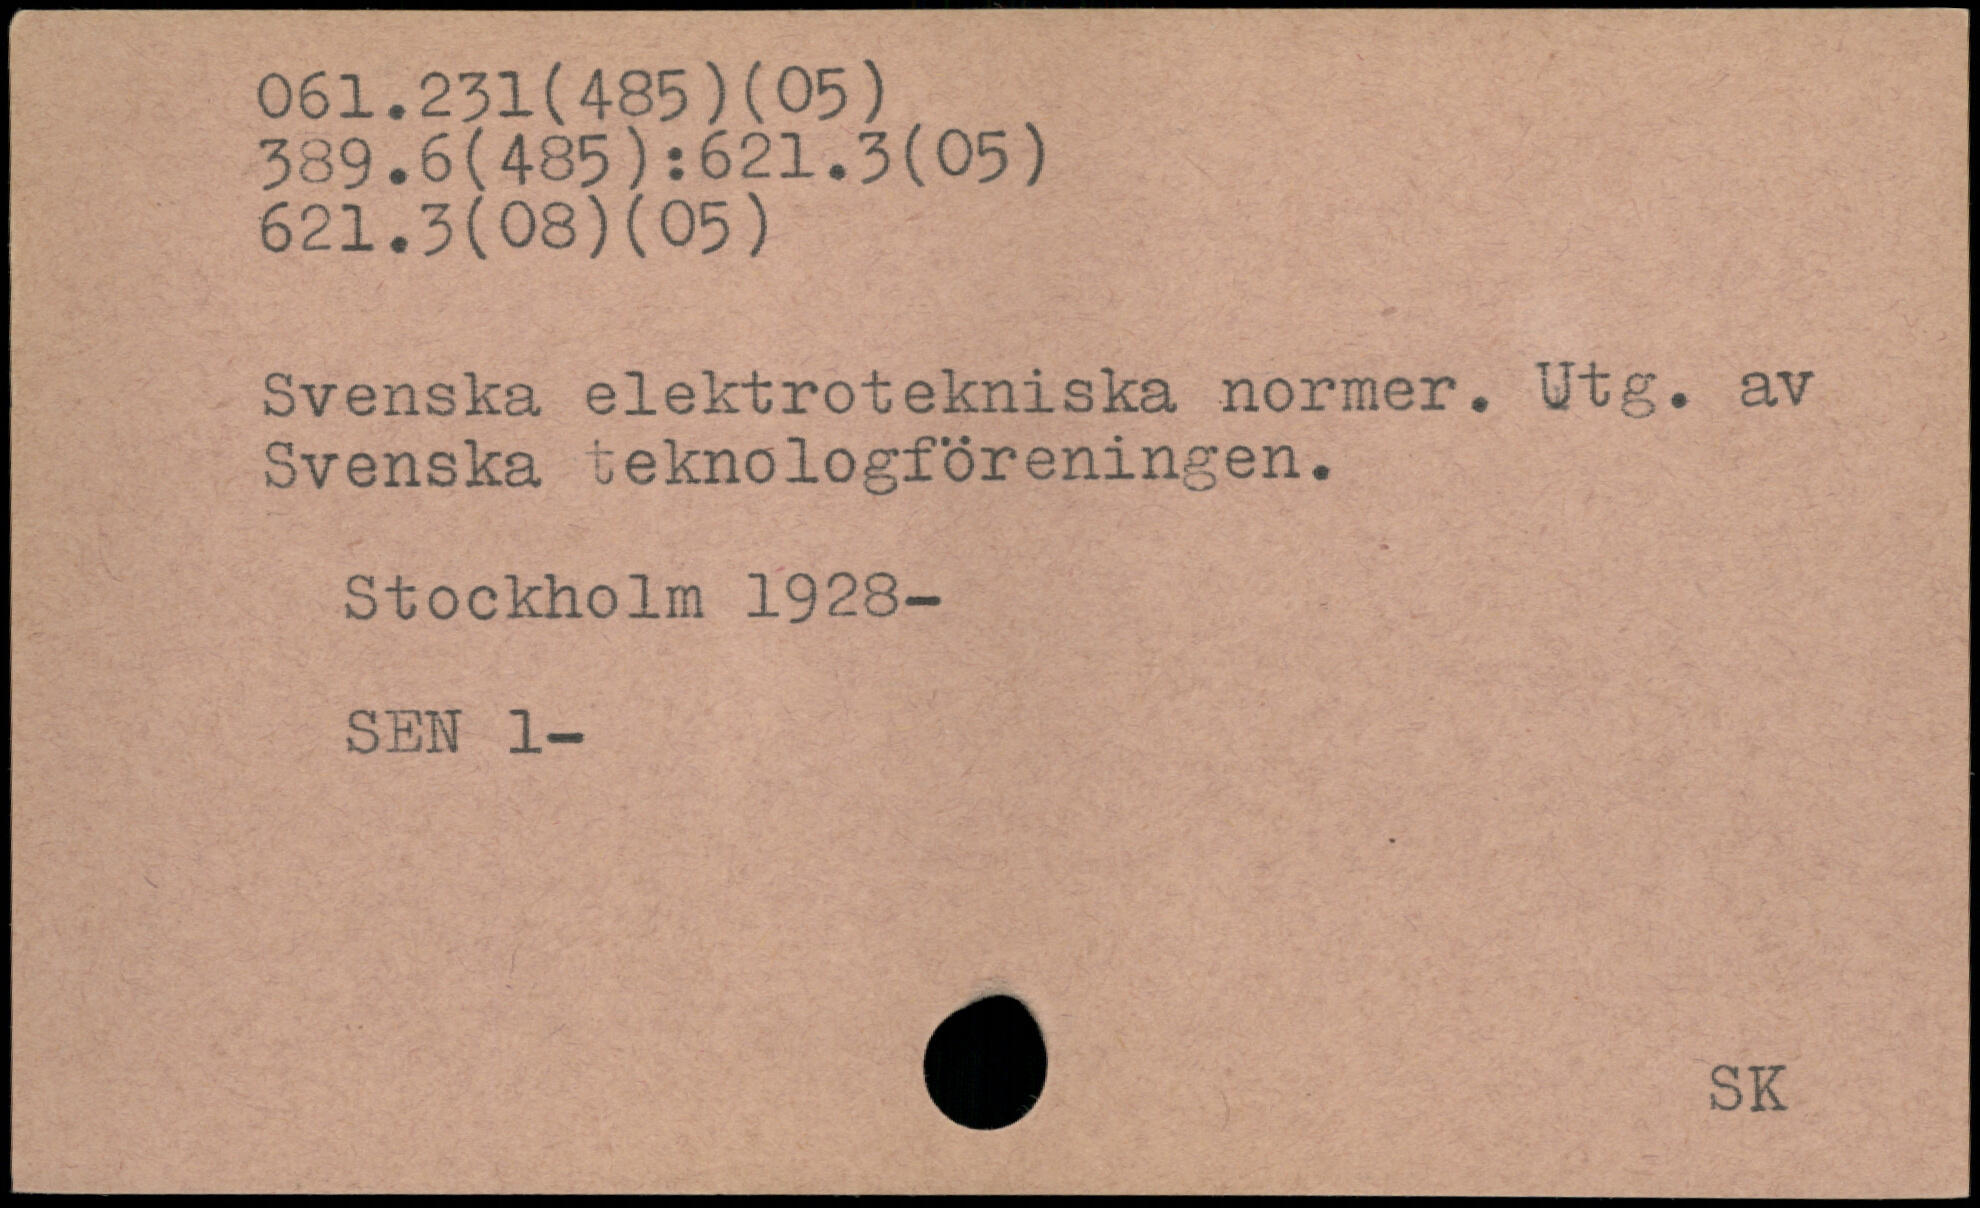 061.231(485)(05)
389.6(485):621.3(05)
621.3(08)(05)
Svenska elektrotekniska normer. Utg. av
Svenska teknologföreningen.
Stockholm 1928-
SEN 1-
SK